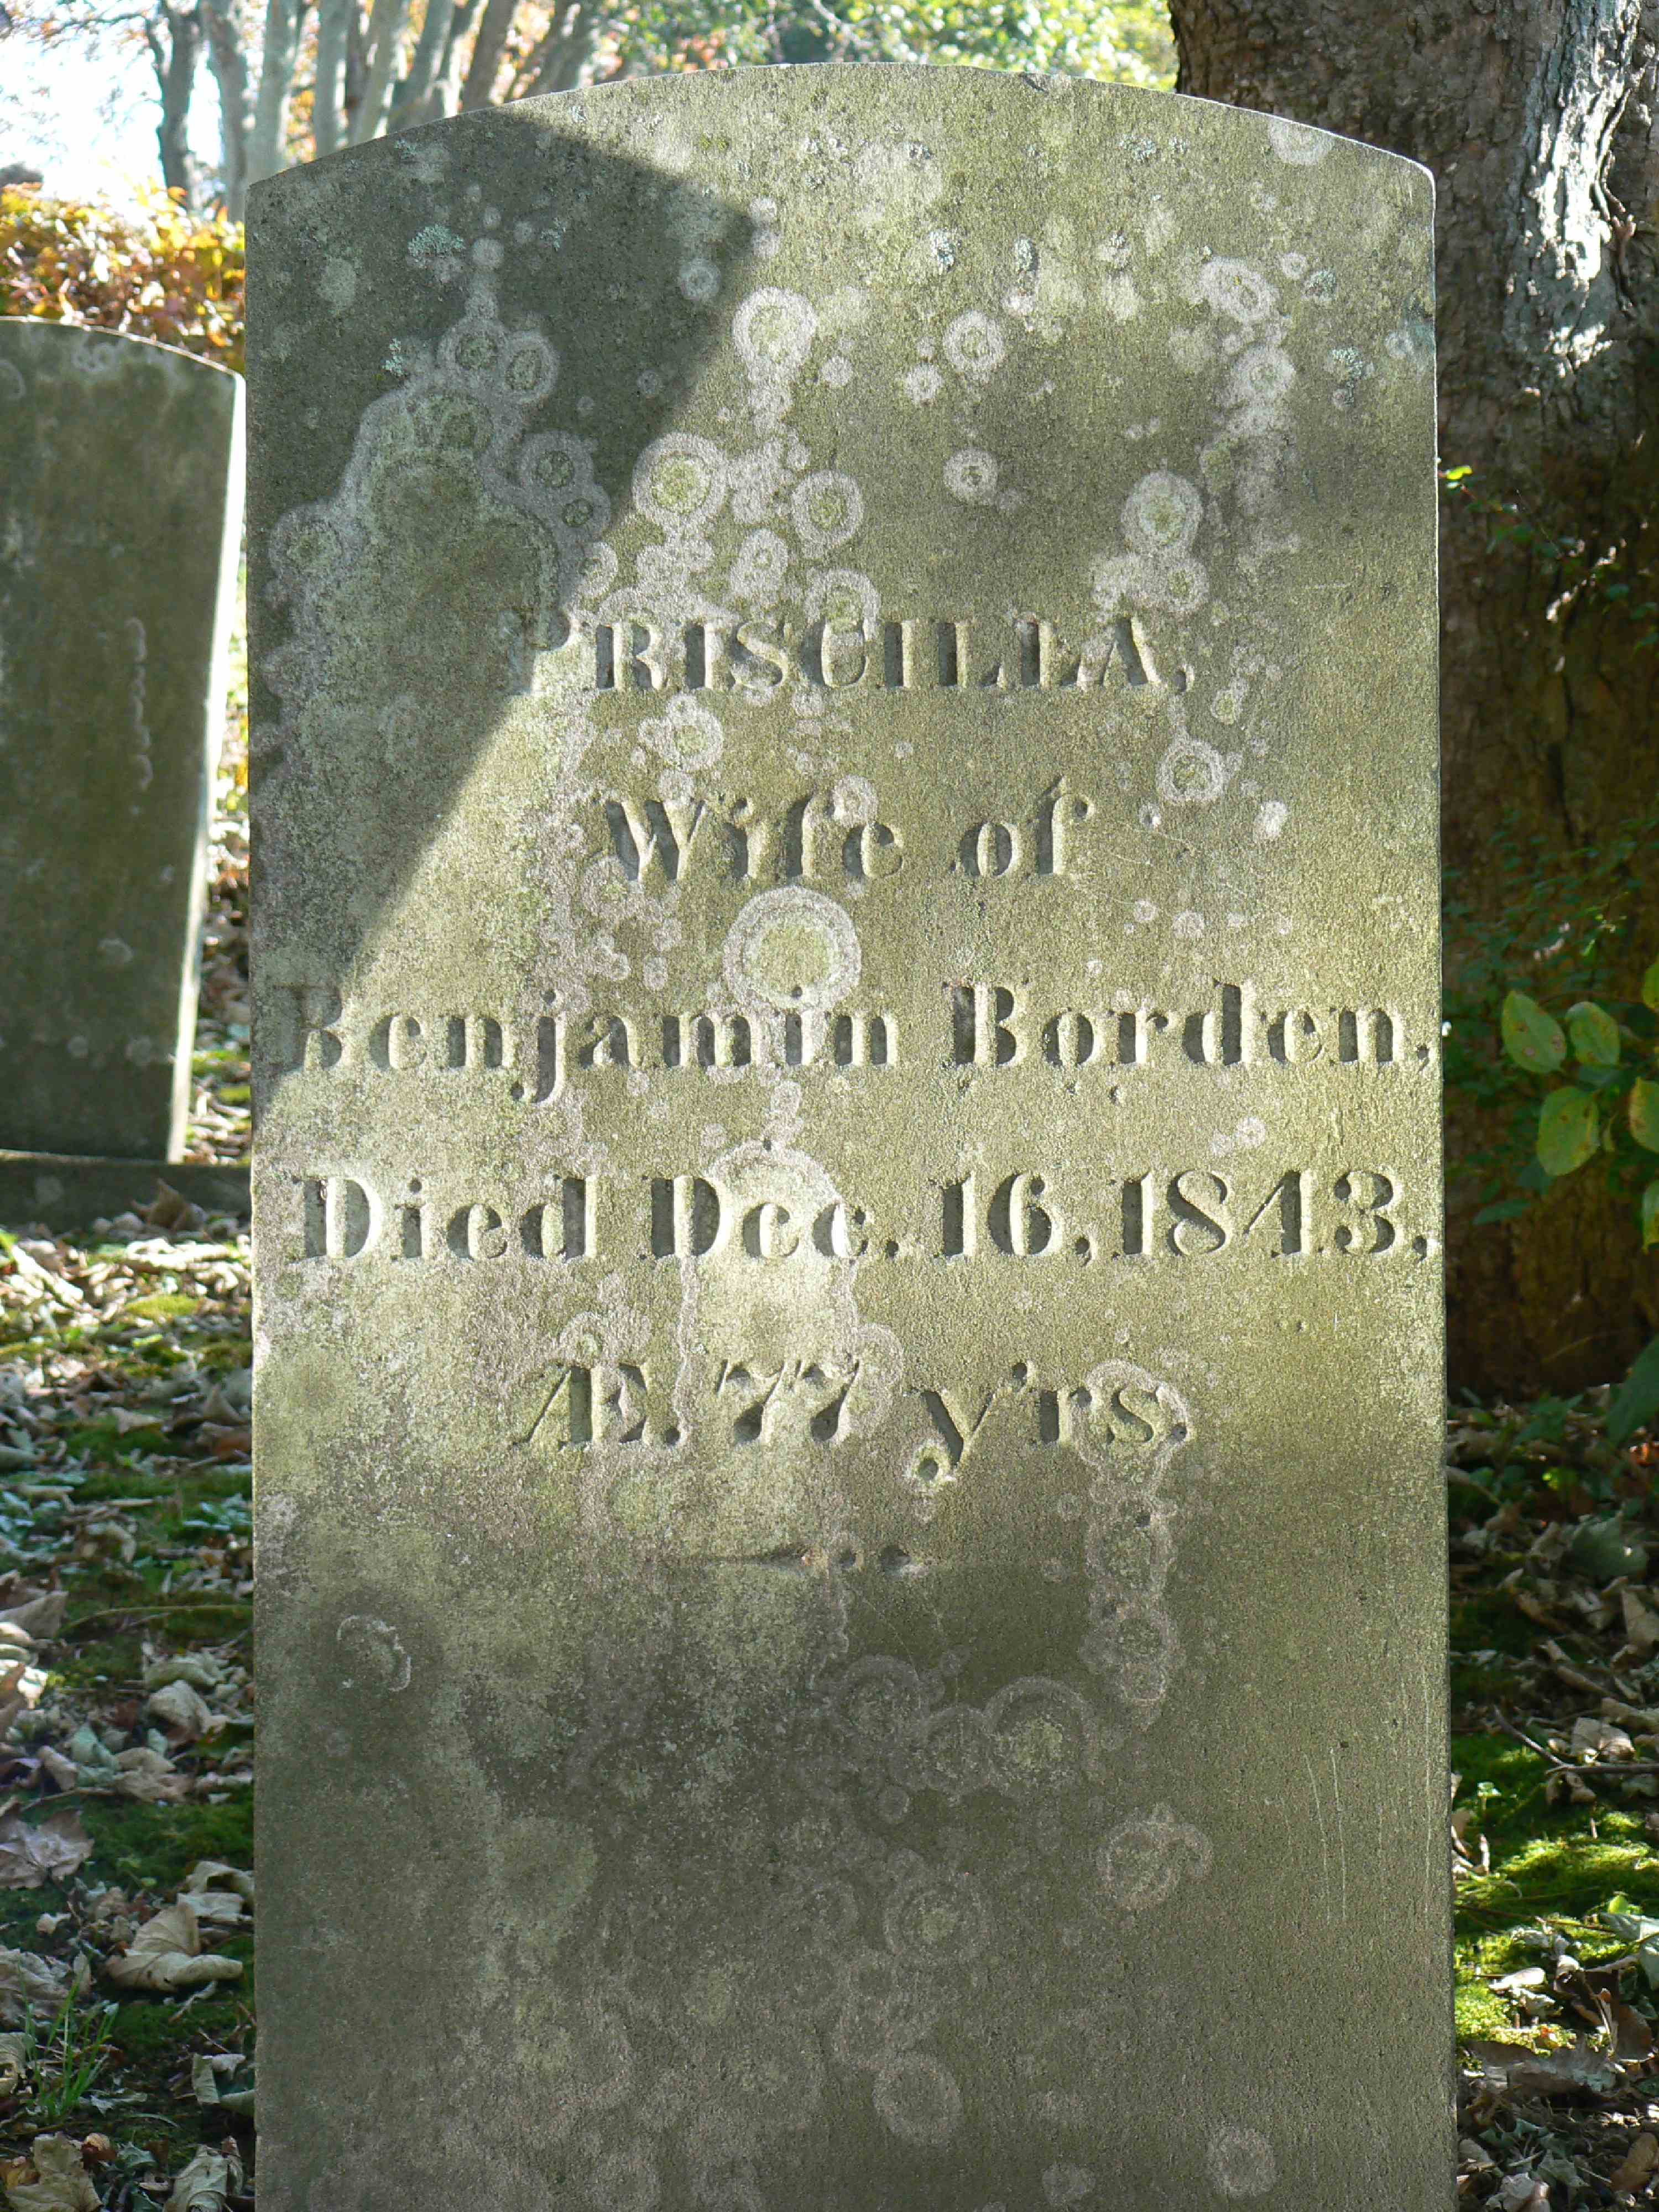 PRISCILLA,
Wife of
Benjamin Borden,
Died Dec. 16, 1843,
Æ. 77 y'rs.